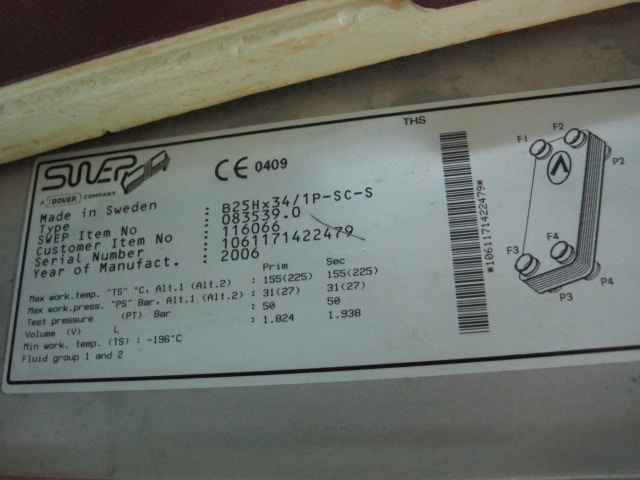 THS
SWEP
A DOVER COMPANY
CE 0409
Made in Sweden
Type : B25Hx34/1P-SC-S
SWEP Item No : 083539.0
Customer Item No : 116066
Serial Number : 1061171422479
Year of Manufact. : 2006
Prim Sec
Max work.temp. "TS" °C, Alt.1 (Alt.2) : 155(225) 155(225)
Max work.press. "PS" Bar, Alt.1 (Alt.2) : 31(27) 31(27)
Test pressure (PT) Bar : 50 50
Volume (V) L : 1.824 1.938
Min work. temp. (TS) : -196°C
Fluid group 1 and 2
*1061171422479*
F1 F2
P2
F3 F4
P3 P4